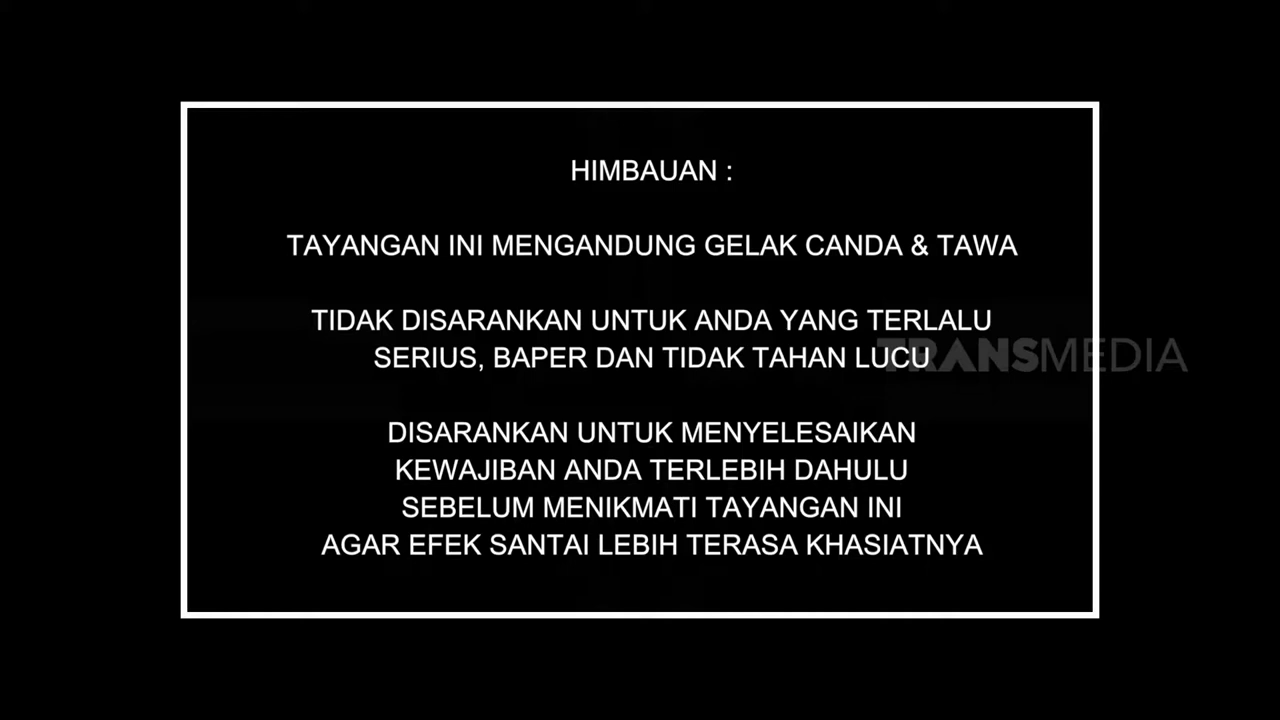 HIMBAUAN :
TAYANGAN INI MENGANDUNG GELAK CANDA & TAWA
TIDAK DISARANKAN UNTUK ANDA YANG TERLALU
SERIUS, BAPER DAN TIDAK TAHAN LUCU
TRANSMEDIA
DISARANKAN UNTUK MENYELESAIKAN
KEWAJIBAN ANDA TERLEBIH DAHULU
SEBELUM MENIKMATI TAYANGAN INI
AGAR EFEK SANTAI LEBIH TERASA KHASIATNYA